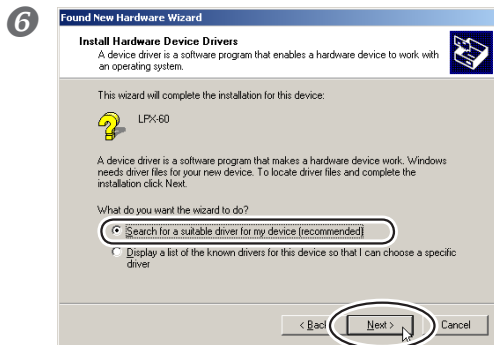 6
Found New Hardware Wizard
Install Hardware Device Drivers
A device driver is a software program that enables a hardware device to work with
an operating system.
This wizard will complete the installation for this device:
LPX-60
A device driver is a software program that makes a hardware device work. Windows
needs driver files for your new device. To locate driver files and complete the
installation click Next.
What do you want the wizard to do?
Search for a suitable driver for my device (recommended)
Display a list of the known drivers for this device so that I can choose a specific
driver
< Back Next > Cancel